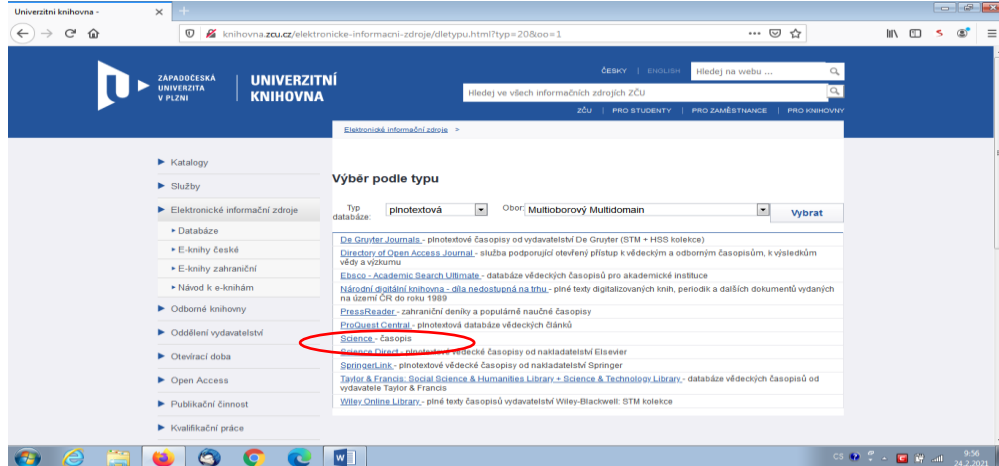 Univerzitni knihovna -
knihovna.zcu.cz/elektronicke-informacni-zdroje/dletypu.html?typ=20&oo=1
ZÁPADOČESKÁ
UNIVERZITA
V PLZNI
UNIVERZITNÍ
KNIHOVNA
ČESKY | ENGLISH
Hledej na webu ...
Hledej ve všech informačních zdrojích ZČU
ZČU | PRO STUDENTY | PRO ZAMĚSTNANCE | PRO KNIHOVNY
Elektronické informační zdroje >
Katalogy
Služby
Elektronické informační zdroje
Databáze
E-knihy české
E-knihy zahraniční
Návod k e-knihám
Odborné knihovny
Oddělení vydavatelství
Otevírací doba
Open Access
Publikační činnost
Kvalifikační práce
Výběr podle typu
Typ databáze: plnotextová Obor: Multioborový Multidomain Vybrat
De Gruyter Journals - plnotextové časopisy od vydavatelství De Gruyter (STM + HSS kolekce)
Directory of Open Access Journal - služba podporující otevřený přístup k vědeckým a odborným časopisům, k výsledkům
vědy a výzkumu
Ebsco - Academic Search Ultimate - databáze vědeckých časopisů pro akademické instituce
Národní digitální knihovna - díla nedostupná na trhu - plné texty digitalizovaných knih, periodik a dalších dokumentů vydaných
na území ČR do roku 1989
PressReader - zahraniční deníky a populárně naučné časopisy
ProQuest Central - plnotextová databáze vědeckých článků
Science - časopis
Science Direct - plnotextové vědecké časopisy od nakladatelství Elsevier
SpringerLink - plnotextové vědecké časopisy od nakladatelství Springer
Taylor & Francis: Social Science & Humanities Library + Science & Technology Library - databáze vědeckých časopisů od
vydavatele Taylor & Francis
Wiley Online Library - plné texty časopisů vydavatelství Wiley-Blackwell: STM kolekce
CS
9:56
24.2.2021